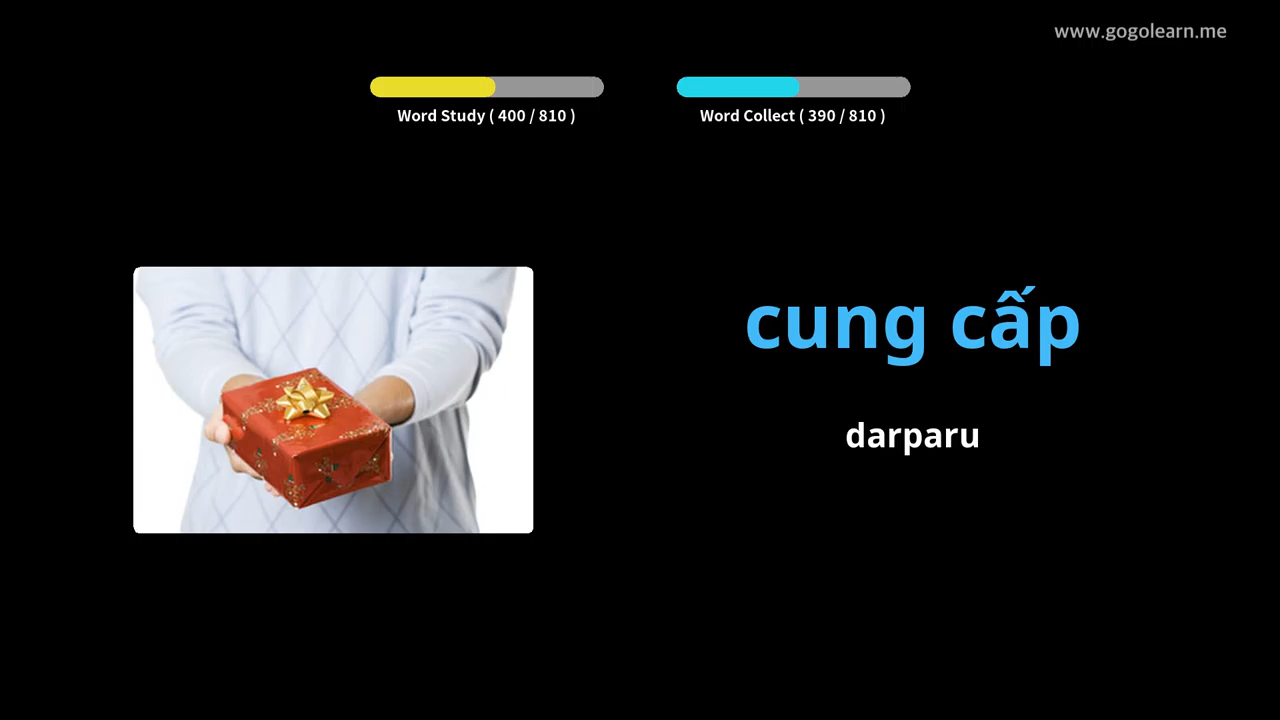 www.gogolearn.me
Word Study ( 400 / 810 )
Word Collect ( 390 / 810 )
cung cấp
darparu